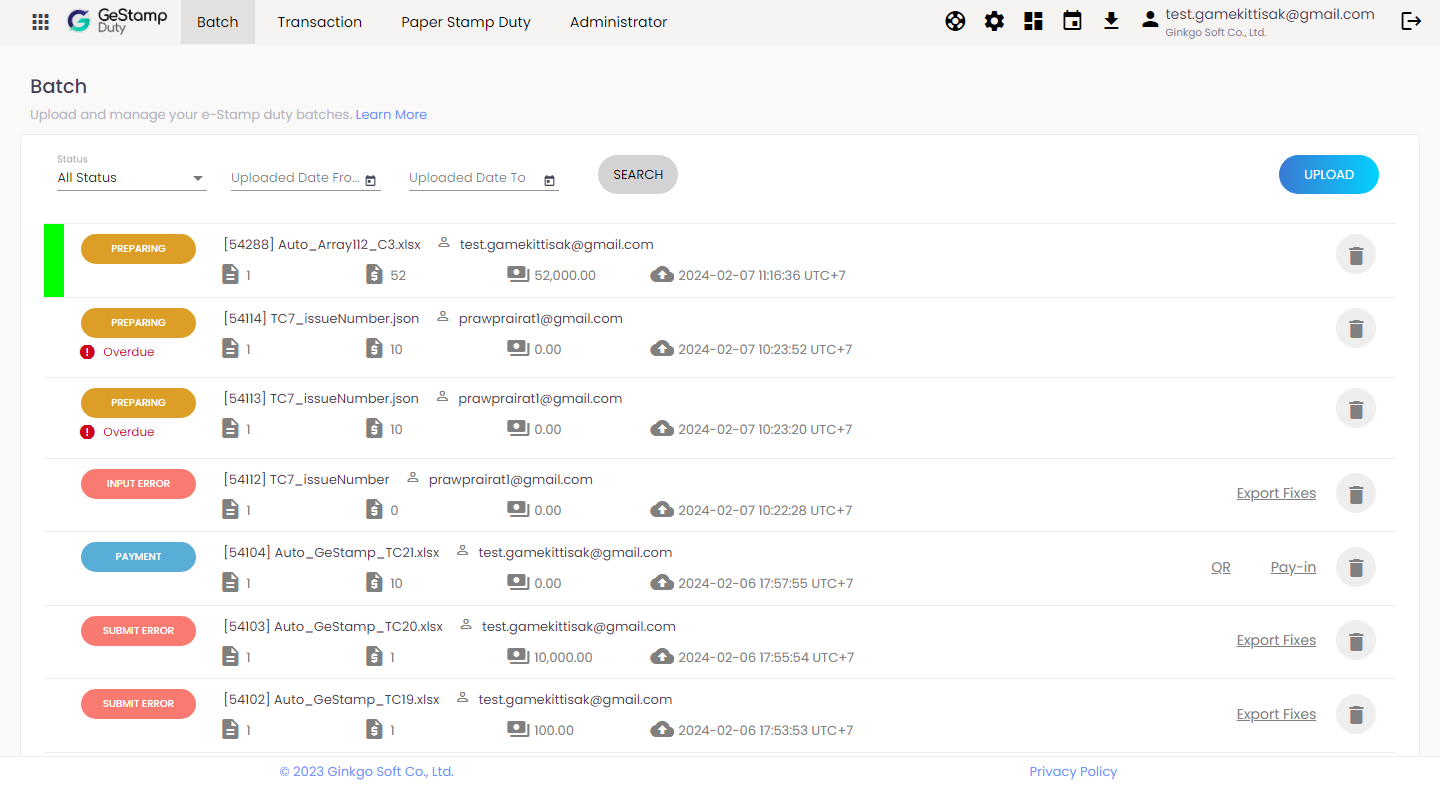 GeStamp
Duty
Batch Transaction Paper Stamp Duty Administrator
test.gamekittisak@gmail.com
Ginkgo Soft Co., Ltd.
Batch
Upload and manage your e-Stamp duty batches. Learn More
Status
All Status Uploaded Date Fro... Uploaded Date To SEARCH UPLOAD
PREPARING [54288] Auto_Array112_C3.xlsx test.gamekittisak@gmail.com
1 52 52,000.00 2024-02-07 11:16:36 UTC+7
PREPARING [54114] TC7_issueNumber.json prawprairat1@gmail.com
Overdue 1 10 0.00 2024-02-07 10:23:52 UTC+7
PREPARING [54113] TC7_issueNumber.json prawprairat1@gmail.com
Overdue 1 10 0.00 2024-02-07 10:23:20 UTC+7
INPUT ERROR [54112] TC7_issueNumber prawprairat1@gmail.com Export Fixes
1 0 0.00 2024-02-07 10:22:28 UTC+7
PAYMENT [54104] Auto_GeStamp_TC21.xlsx test.gamekittisak@gmail.com QR Pay-in
1 10 0.00 2024-02-06 17:57:55 UTC+7
SUBMIT ERROR [54103] Auto_GeStamp_TC20.xlsx test.gamekittisak@gmail.com Export Fixes
1 1 10,000.00 2024-02-06 17:55:54 UTC+7
SUBMIT ERROR [54102] Auto_GeStamp_TC19.xlsx test.gamekittisak@gmail.com Export Fixes
1 1 100.00 2024-02-06 17:53:53 UTC+7
© 2023 Ginkgo Soft Co., Ltd. Privacy Policy